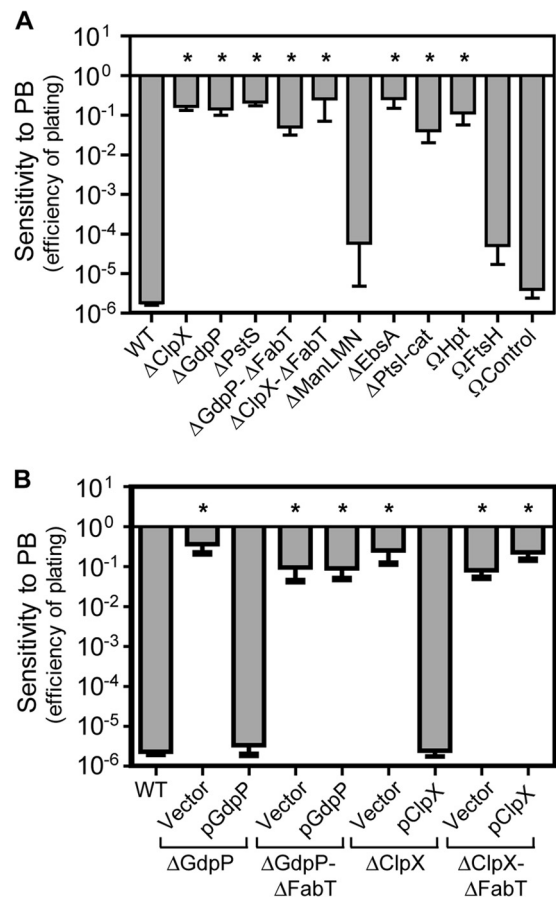 A
Sensitivity to PB
(efficiency of plating)
10^1
10^0
10^-1
10^-2
10^-3
10^-4
10^-5
10^-6
* * * * * * * *
WT
ΔClpX
ΔGdpP
ΔPstS
ΔGdpP-ΔFabT
ΔClpX-ΔFabT
ΔManLMN
ΔEbsA
ΔPtsI-cat
ΩHpt
ΩFtsH
ΩControl
B
Sensitivity to PB
(efficiency of plating)
10^1
10^0
10^-1
10^-2
10^-3
10^-4
10^-5
10^-6
* * * * * *
WT
Vector
pGdpP
Vector
pGdpP
Vector
pClpX
Vector
pClpX
ΔGdpP
ΔGdpP-
ΔFabT
ΔClpX
ΔClpX-
ΔFabT